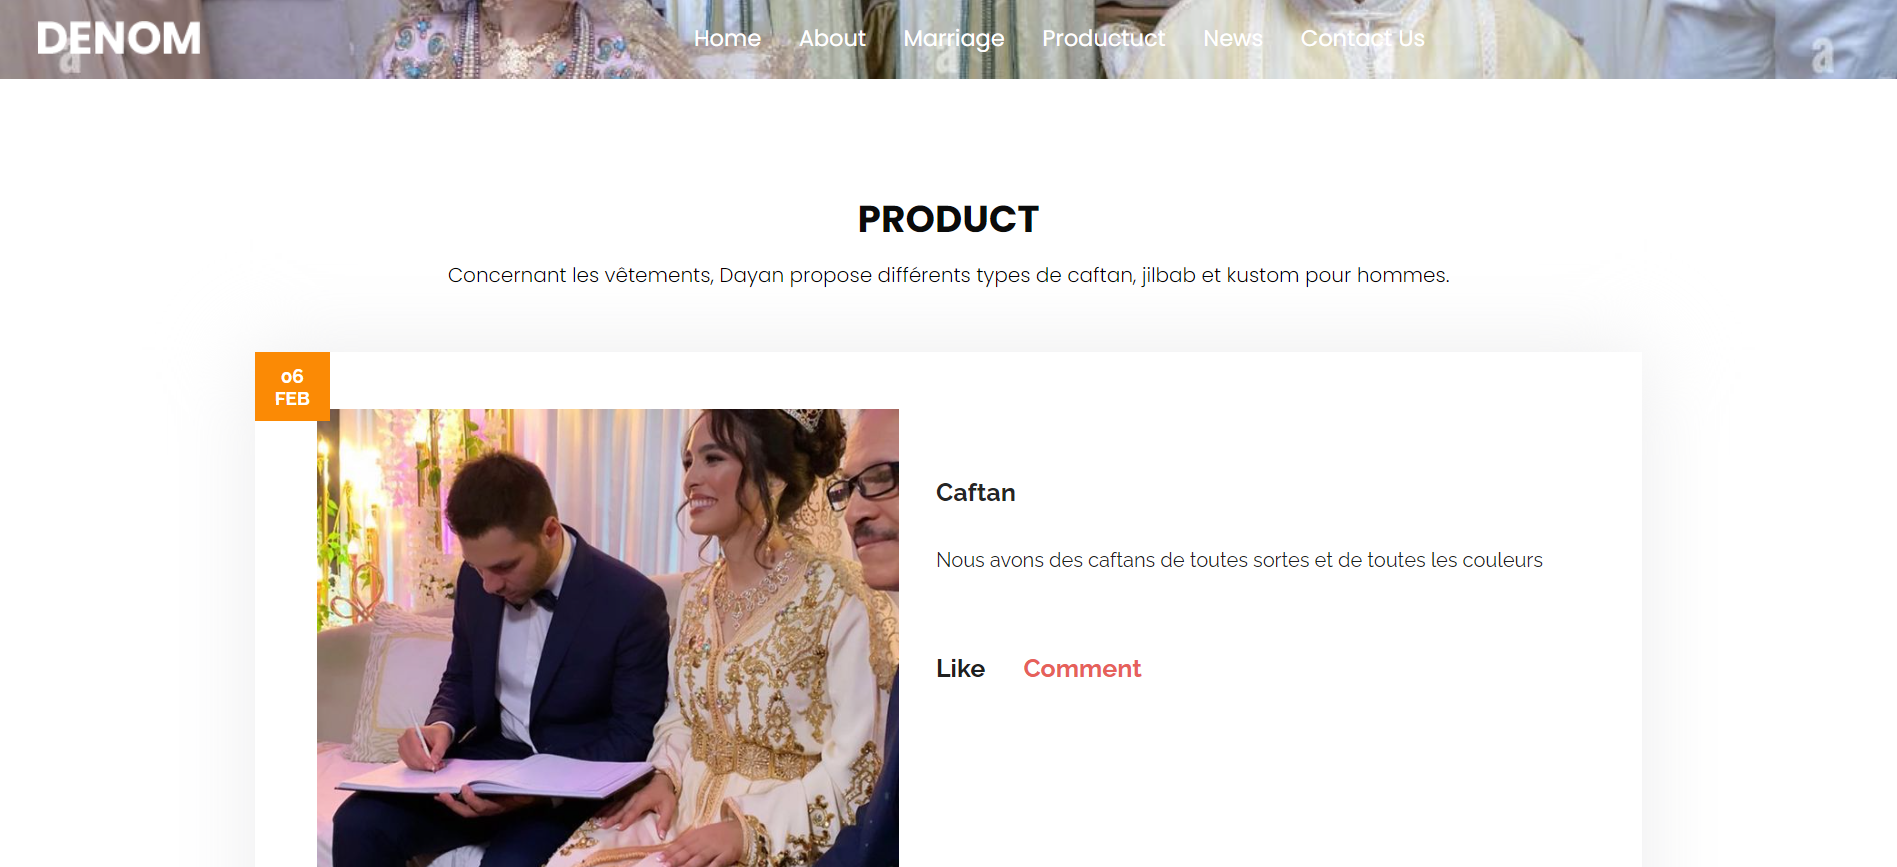 DENOM
Home About Marriage Productuct News Contact Us
a a a a
PRODUCT
Concernant les vêtements, Dayan propose différents types de caftan, jilbab et kustom pour hommes.
06
FEB
Caftan
Nous avons des caftans de toutes sortes et de toutes les couleurs
Like Comment